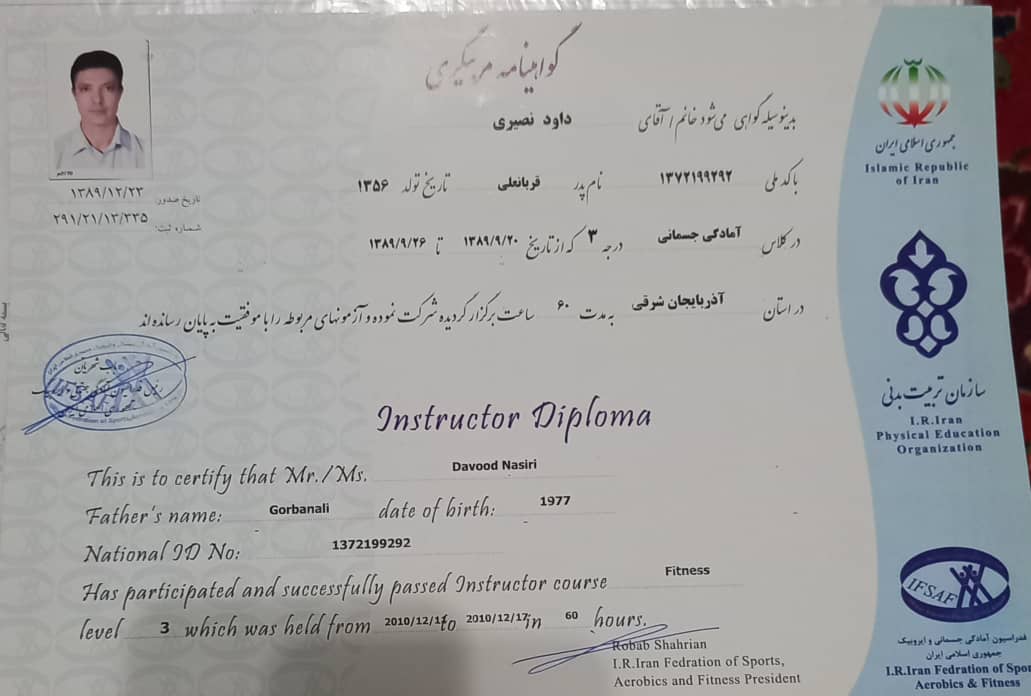 گواهینامه مربیگری
بدینوسیله گواهی می‌شود خانم / آقای داود نصیری
با کد ملی ۱۳۷۲۱۹۹۲۹۲ نام پدر قربانعلی تاریخ تولد ۱۳۵۶
در کلاس آمادگی جسمانی درجه ۳ که از تاریخ ۱۳۸۹/۹/۲۰ تا ۱۳۸۹/۹/۲۶
در استان آذربایجان شرقی به مدت ۶۰ ساعت برگزار گردیده شرکت نموده و آزمونهای مربوطه را با موفقیت به پایان رسانده اند
تاریخ صدور: ۱۳۸۹/۱۲/۲۳
شماره ثبت: ۲۹۱/۲۱/۱۳/۳۳۵
Instructor Diploma
This is to certify that Mr./Ms. Davood Nasiri
Father's name: Gorbanali date of birth: 1977
National ID No: 1372199292
Has participated and successfully passed Instructor course Fitness
level 3 which was held from 2010/12/1 to 2010/12/17 in 60 hours.
Robab Shahrian
I.R.Iran Fedration of Sports,
Aerobics and Fitness President
جمهوری اسلامی ایران
Islamic Republic
of Iran
سازمان تربیت بدنی
I.R.Iran
Physical Education
Organization
IFSAF
فدراسیون آمادگی جسمانی و ایروبیک
جمهوری اسلامی ایران
I.R.Iran Fedration of Spor
Aerobics & Fitness